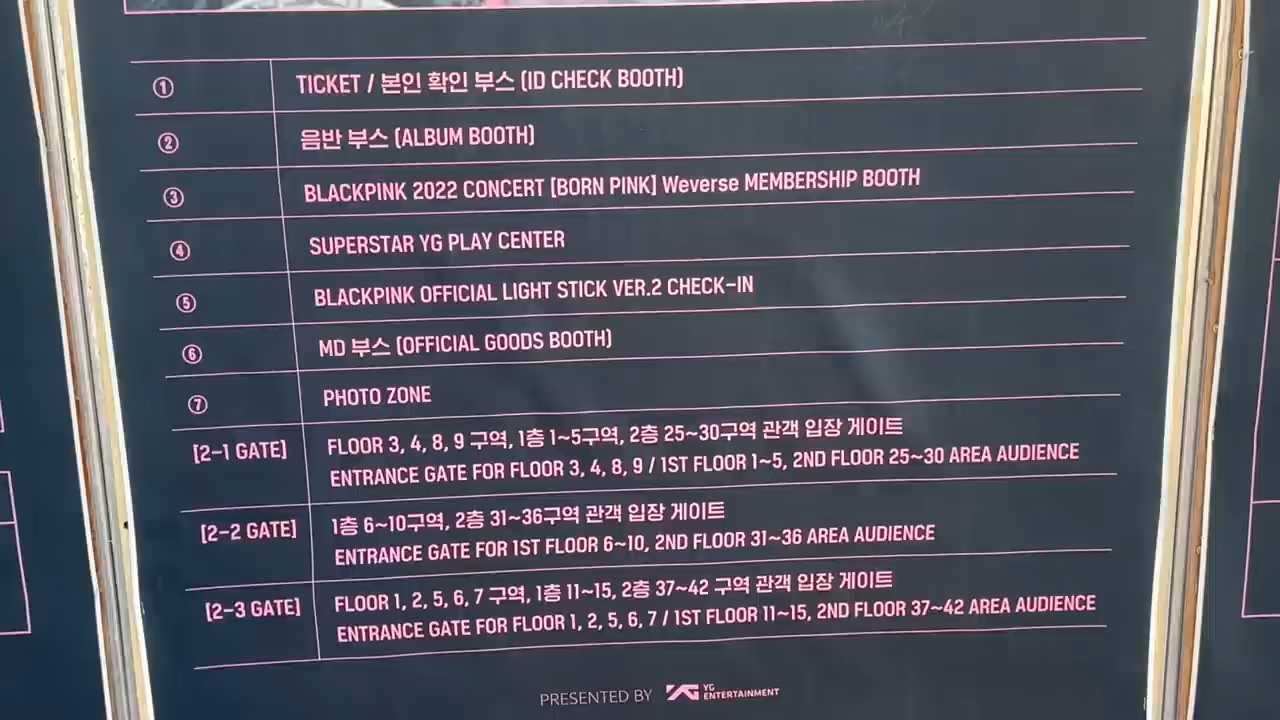 ① TICKET / 본인 확인 부스 (ID CHECK BOOTH)
② 음반 부스 (ALBUM BOOTH)
③ BLACKPINK 2022 CONCERT [BORN PINK] Weverse MEMBERSHIP BOOTH
④ SUPERSTAR YG PLAY CENTER
⑤ BLACKPINK OFFICIAL LIGHT STICK VER.2 CHECK-IN
⑥ MD 부스 (OFFICIAL GOODS BOOTH)
⑦ PHOTO ZONE
[2-1 GATE] FLOOR 3, 4, 8, 9 구역, 1층 1~5구역, 2층 25~30구역 관객 입장 게이트
ENTRANCE GATE FOR FLOOR 3, 4, 8, 9 / 1ST FLOOR 1~5, 2ND FLOOR 25~30 AREA AUDIENCE
[2-2 GATE] 1층 6~10구역, 2층 31~36구역 관객 입장 게이트
ENTRANCE GATE FOR 1ST FLOOR 6~10, 2ND FLOOR 31~36 AREA AUDIENCE
[2-3 GATE] FLOOR 1, 2, 5, 6, 7 구역, 1층 11~15, 2층 37~42 구역 관객 입장 게이트
ENTRANCE GATE FOR FLOOR 1, 2, 5, 6, 7 / 1ST FLOOR 11~15, 2ND FLOOR 37~42 AREA AUDIENCE
PRESENTED BY YG YG ENTERTAINMENT